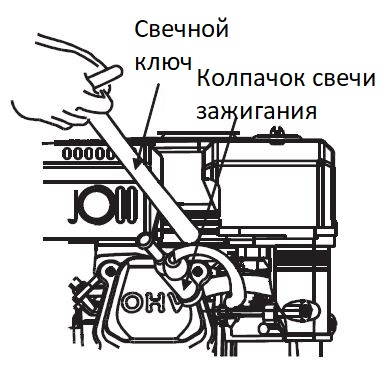 Свечной
ключ
Колпачок свечи
зажигания
OHV